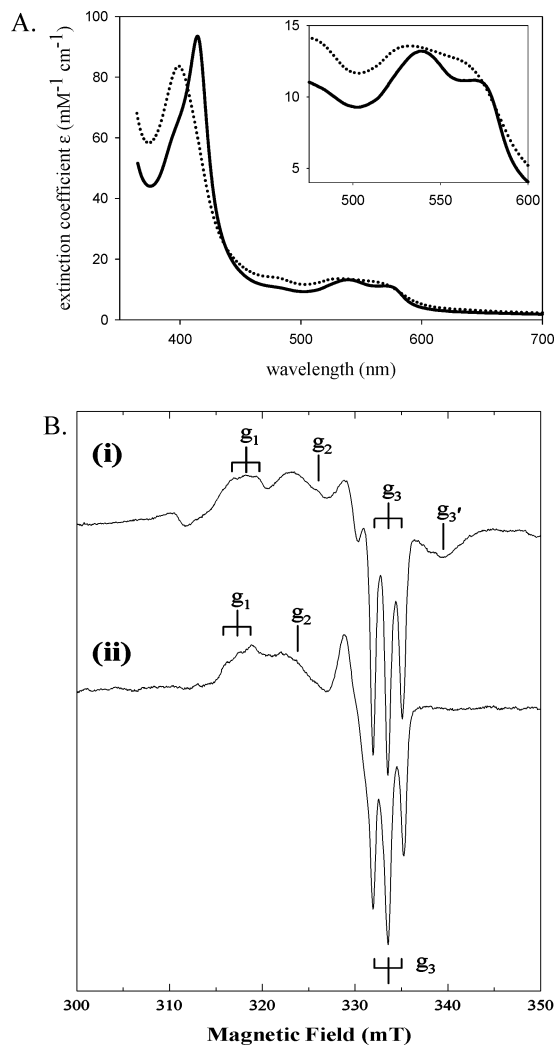 A.
extinction coefficient ε (mM⁻¹ cm⁻¹)
100
80
60
40
20
0
400
500
600
700
wavelength (nm)
15
10
5
500
550
600
B.
(i)
g₁
g₂
g₃
g₃′
(ii)
g₁
g₂
g₃
300
310
320
330
340
350
Magnetic Field (mT)